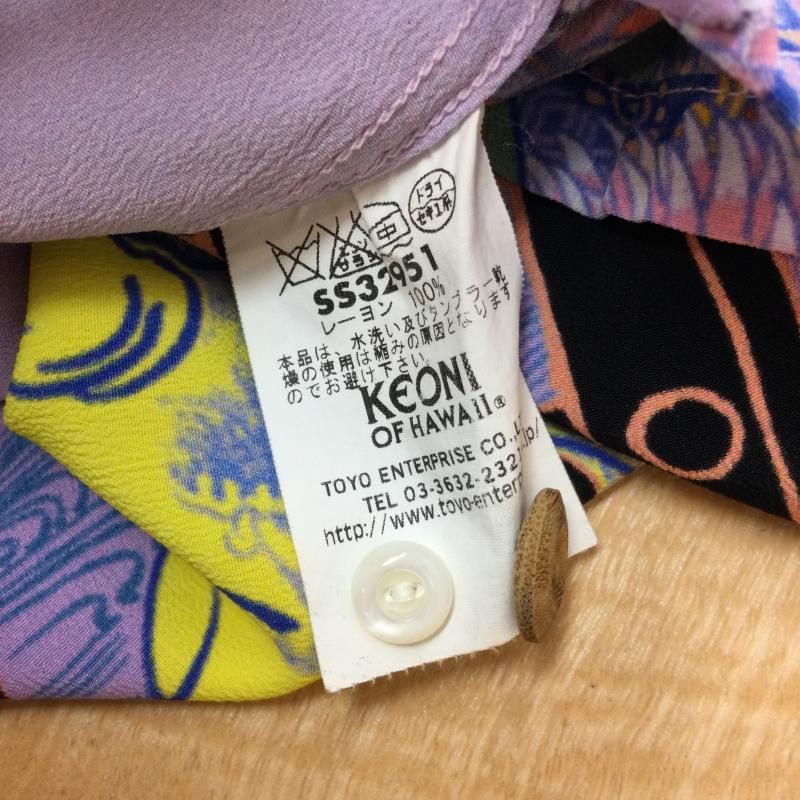 ドライ
セキユ系
中
SS32951
レーヨン 100%
本品は、水洗い及びタンブラー乾
燥の使用は縮みの原因となります
のでお避け下さい。
KEONI
OF HAWAII®
TOYO ENTERPRISE CO.,
TEL 03-3632-232
http://www.toyo-enterp
.jp/